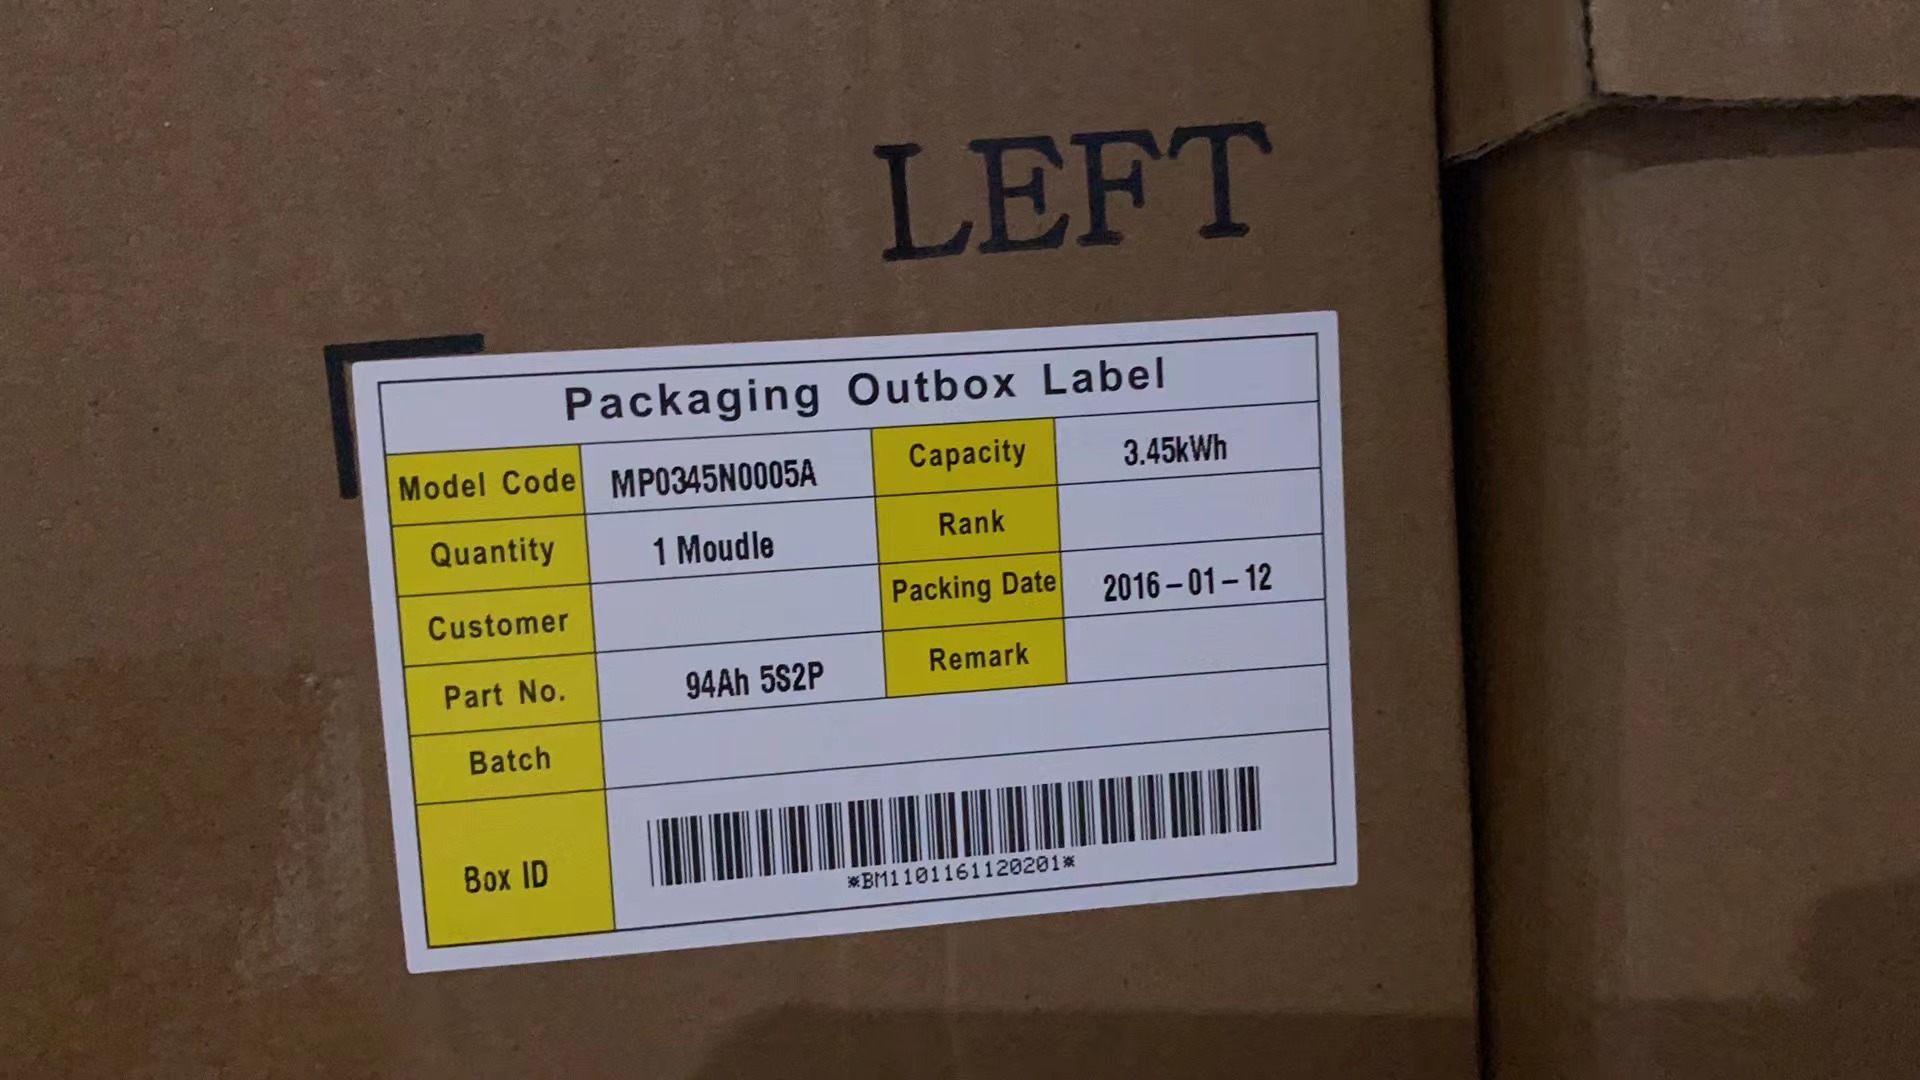 LEFT
Packaging Outbox Label
Model Code MP0345N0005A Capacity 3.45kWh
Quantity 1 Moudle Rank
Customer Packing Date 2016-01-12
Part No. 94Ah 5S2P Remark
Batch
Box ID
*BM1101161120201*